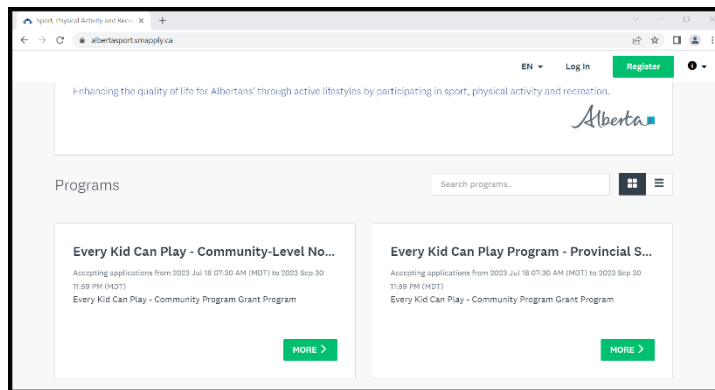 Sport, Physical Activity and Recre
albertasport.smapply.ca
EN Log In Register
Enhancing the quality of life for Albertans' through active lifestyles by participating in sport, physical activity and recreation.
Alberta
Programs
Search programs..
Every Kid Can Play - Community-Level No...
Accepting applications from 2023 Jul 18 07:30 AM (MDT) to 2023 Sep 30
11:59 PM (MDT)
Every Kid Can Play - Community Program Grant Program
MORE
Every Kid Can Play Program - Provincial S...
Accepting applications from 2023 Jul 18 07:30 AM (MDT) to 2023 Sep 30
11:59 PM (MDT)
Every Kid Can Play - Community Program Grant Program
MORE